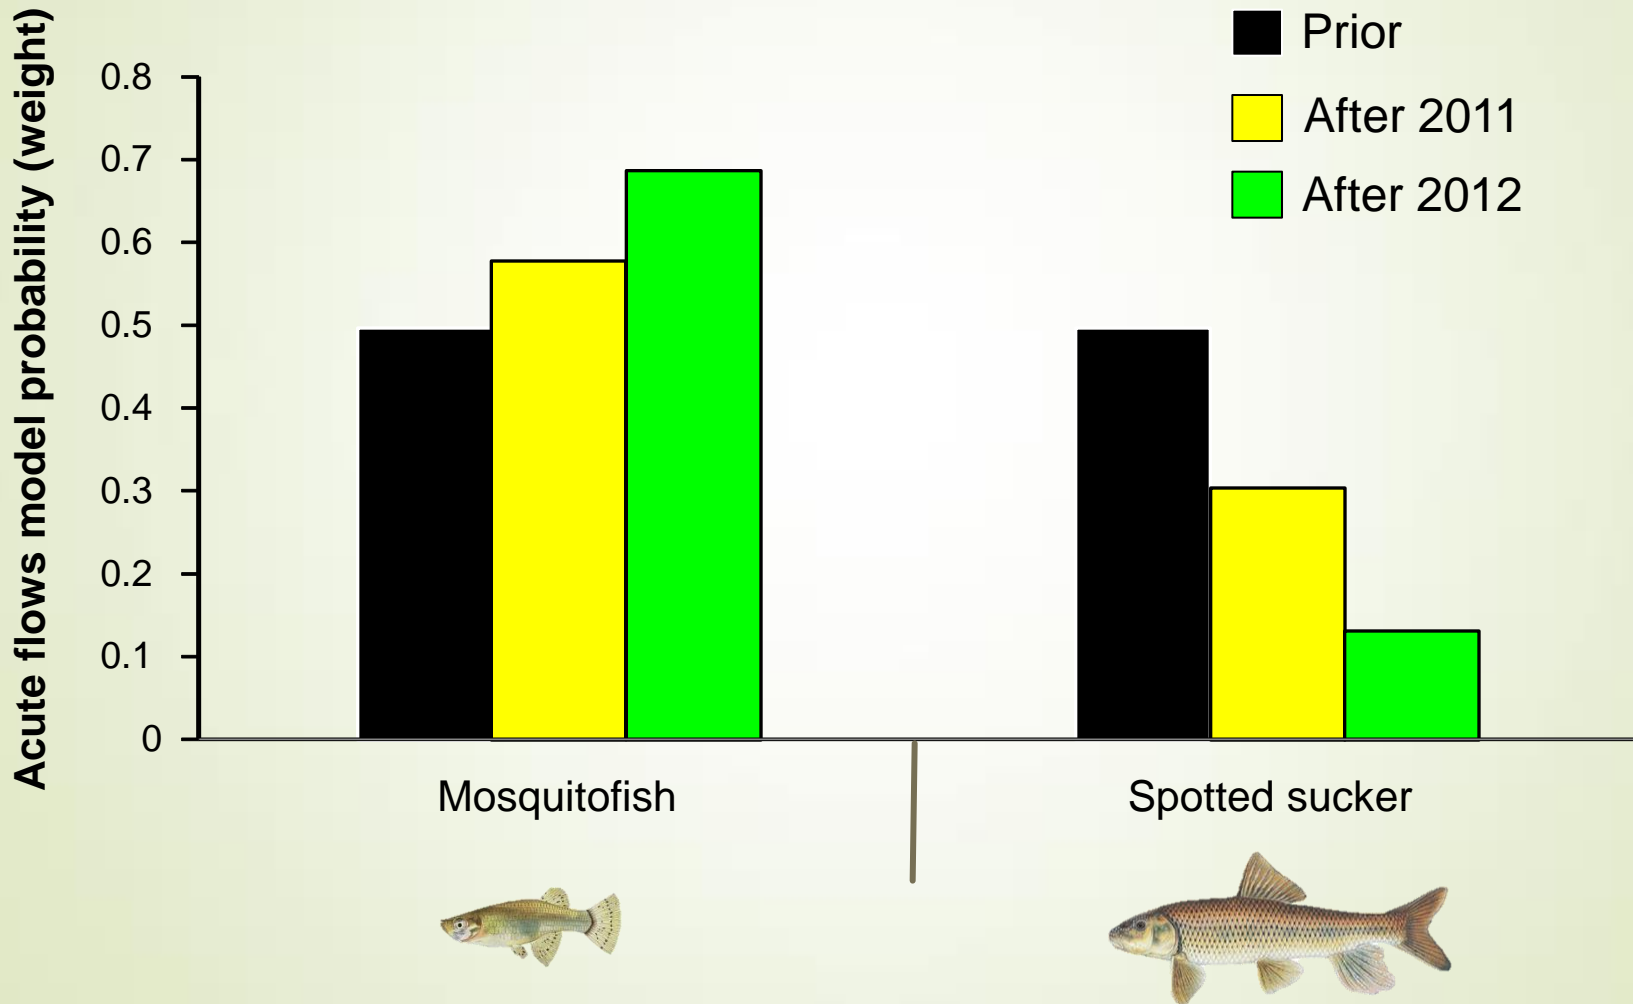 Acute flows model probability (weight)
0.8
0.7
0.6
0.5
0.4
0.3
0.2
0.1
0
Prior
After 2011
After 2012
Mosquitofish
Spotted sucker